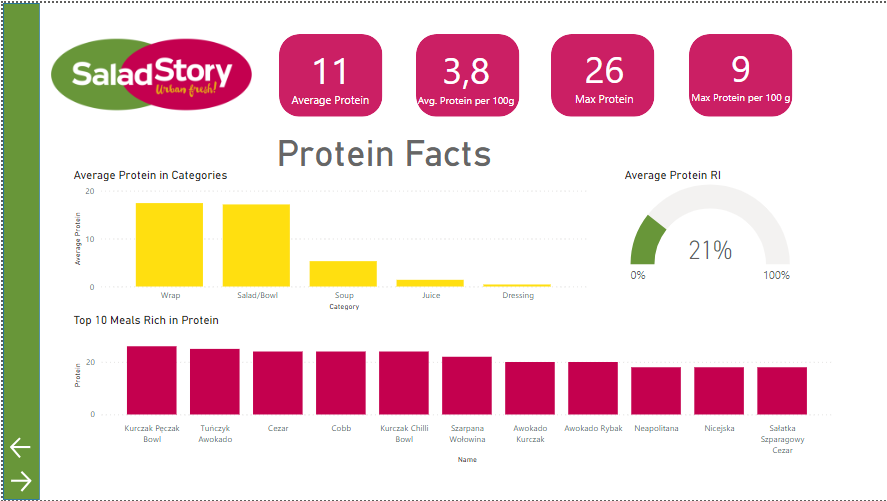 SaladStory
Urban fresh!
11
Average Protein
3,8
Avg. Protein per 100g
26
Max Protein
9
Max Protein per 100 g
Protein Facts
Average Protein in Categories
Average Protein
20
10
0
Wrap
Salad/Bowl
Soup
Juice
Dressing
Category
Average Protein RI
21%
0%
100%
Top 10 Meals Rich in Protein
Protein
20
0
Kurczak Pęczak
Bowl
Tuńczyk
Awokado
Cezar
Cobb
Kurczak Chilli
Bowl
Szarpana
Wołowina
Awokado
Kurczak
Awokado Rybak
Neapolitana
Nicejska
Sałatka
Szparagowy
Cezar
Name